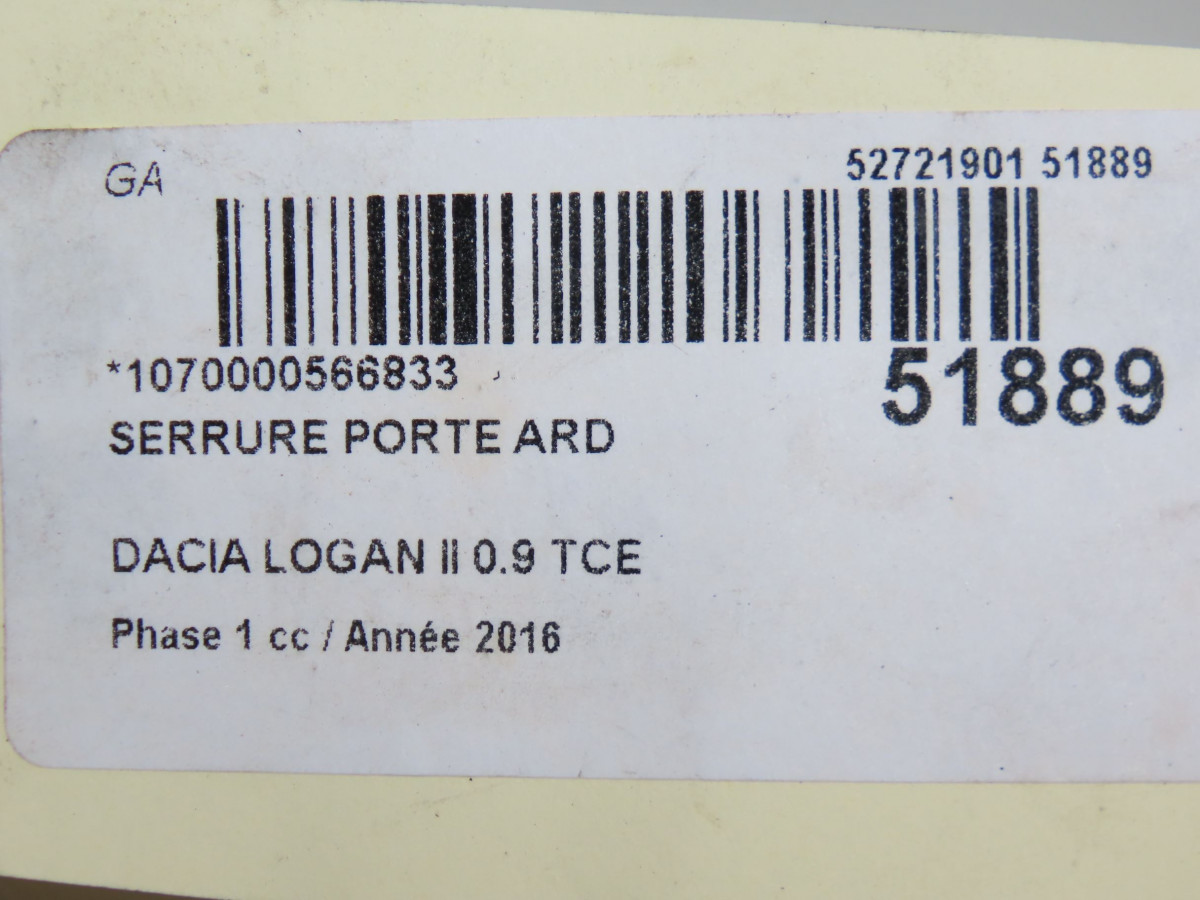 GA
52721901 51889
*1070000566833
51889
SERRURE PORTE ARD
DACIA LOGAN II 0.9 TCE
Phase 1 cc / Année 2016